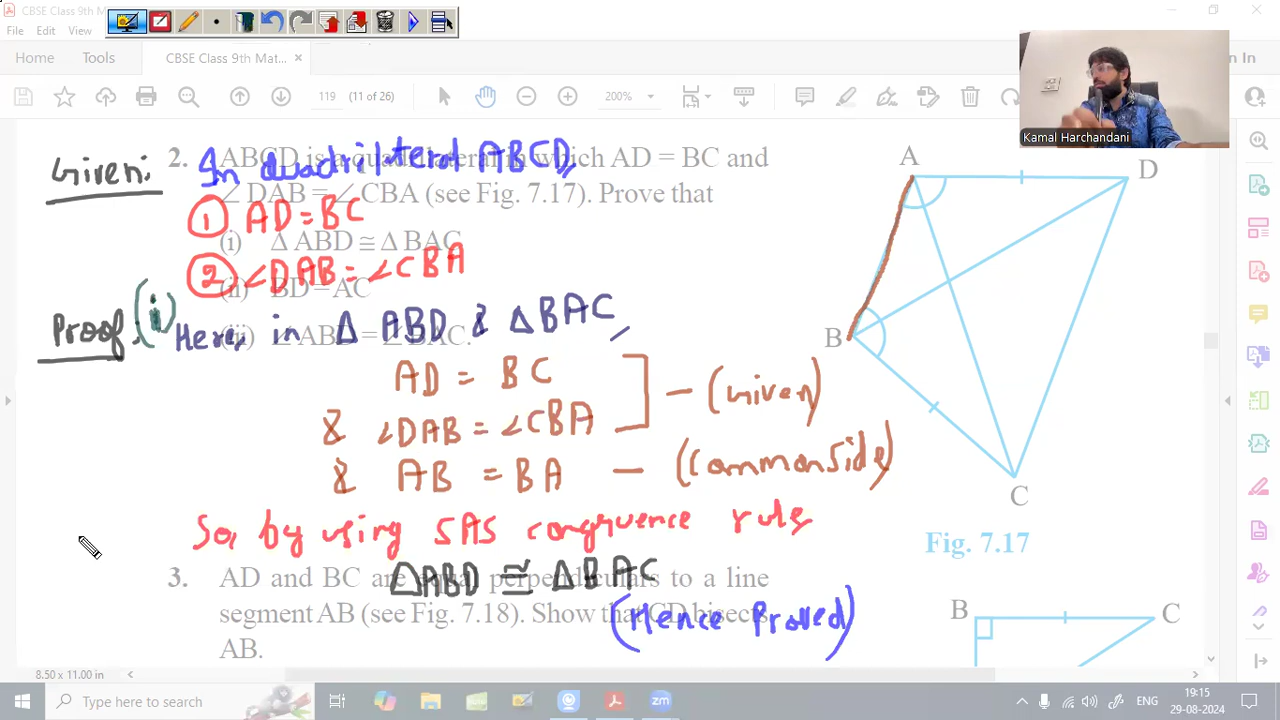 CBSE Class 9th M
File Edit View
Home Tools CBSE Class 9th Mat... × In
119 (11 of 26) 200%
Kamal Harchandani
Given: In quadrilateral ABCD,
2. ABCD is a quadrilateral in which AD = BC and
∠ DAB = ∠ CBA (see Fig. 7.17). Prove that
① AD = BC
(i) Δ ABD ≅ Δ BAC
② ∠DAB = ∠CBA
(ii) BD = AC
Proof: (i) Here, in Δ ABD & ΔBAC,
(iii) ∠ ABD = ∠ BAC.
AD = BC
& ∠DAB = ∠CBA — (Given)
& AB = BA — (Common Side)
So, by using SAS congruence rule
ΔABD ≅ ΔBAC
(Hence Proved)
3. AD and BC are equal perpendiculars to a line
segment AB (see Fig. 7.18). Show that CD bisects
AB.
A
D
B
C
Fig. 7.17
B C
8.50 x 11.00 in
Type here to search
zm
ENG
19:15
29-08-2024